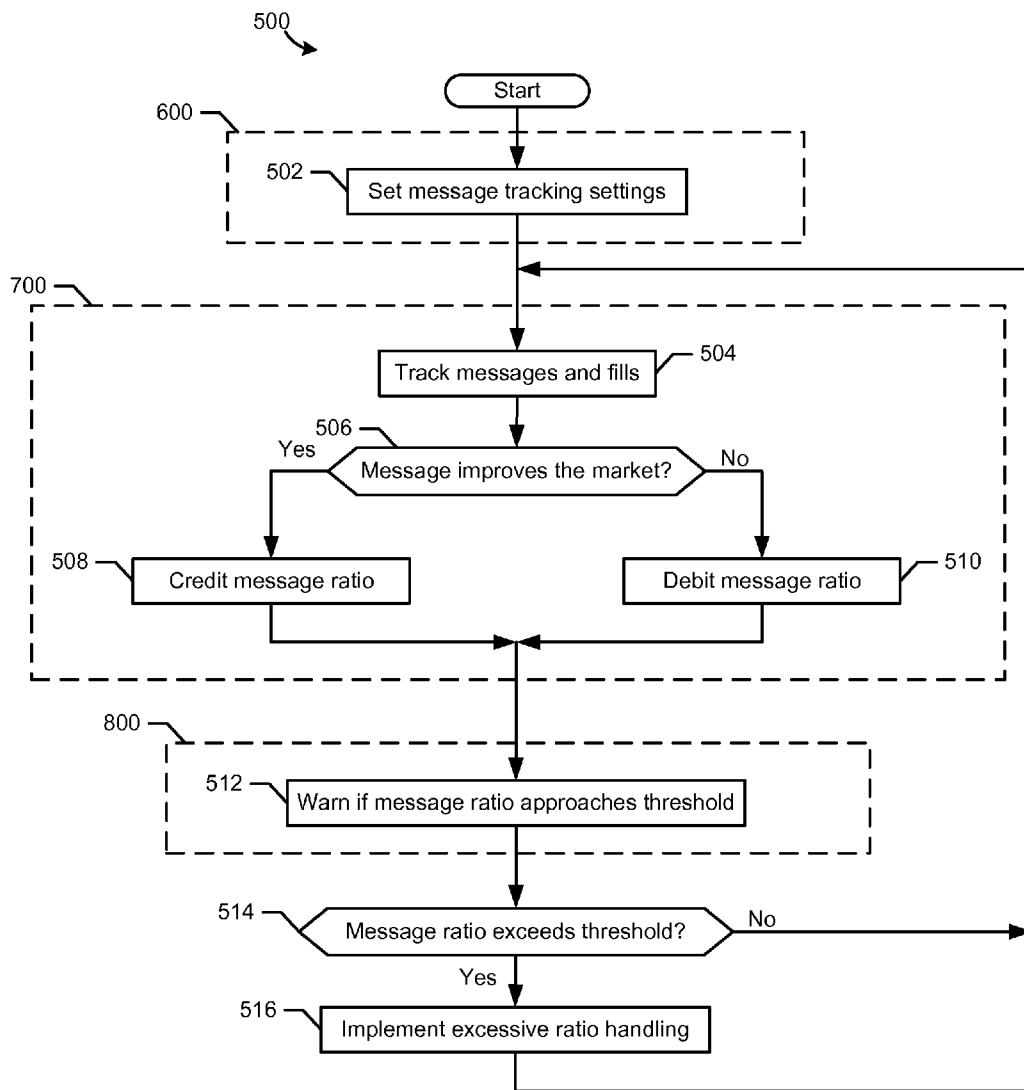 500
Start
600
502
Set message tracking settings
700
Track messages and fills
504
506
Yes
Message improves the market?
No
508
Credit message ratio
Debit message ratio
510
800
512
Warn if message ratio approaches threshold
514
Message ratio exceeds threshold?
No
Yes
516
Implement excessive ratio handling